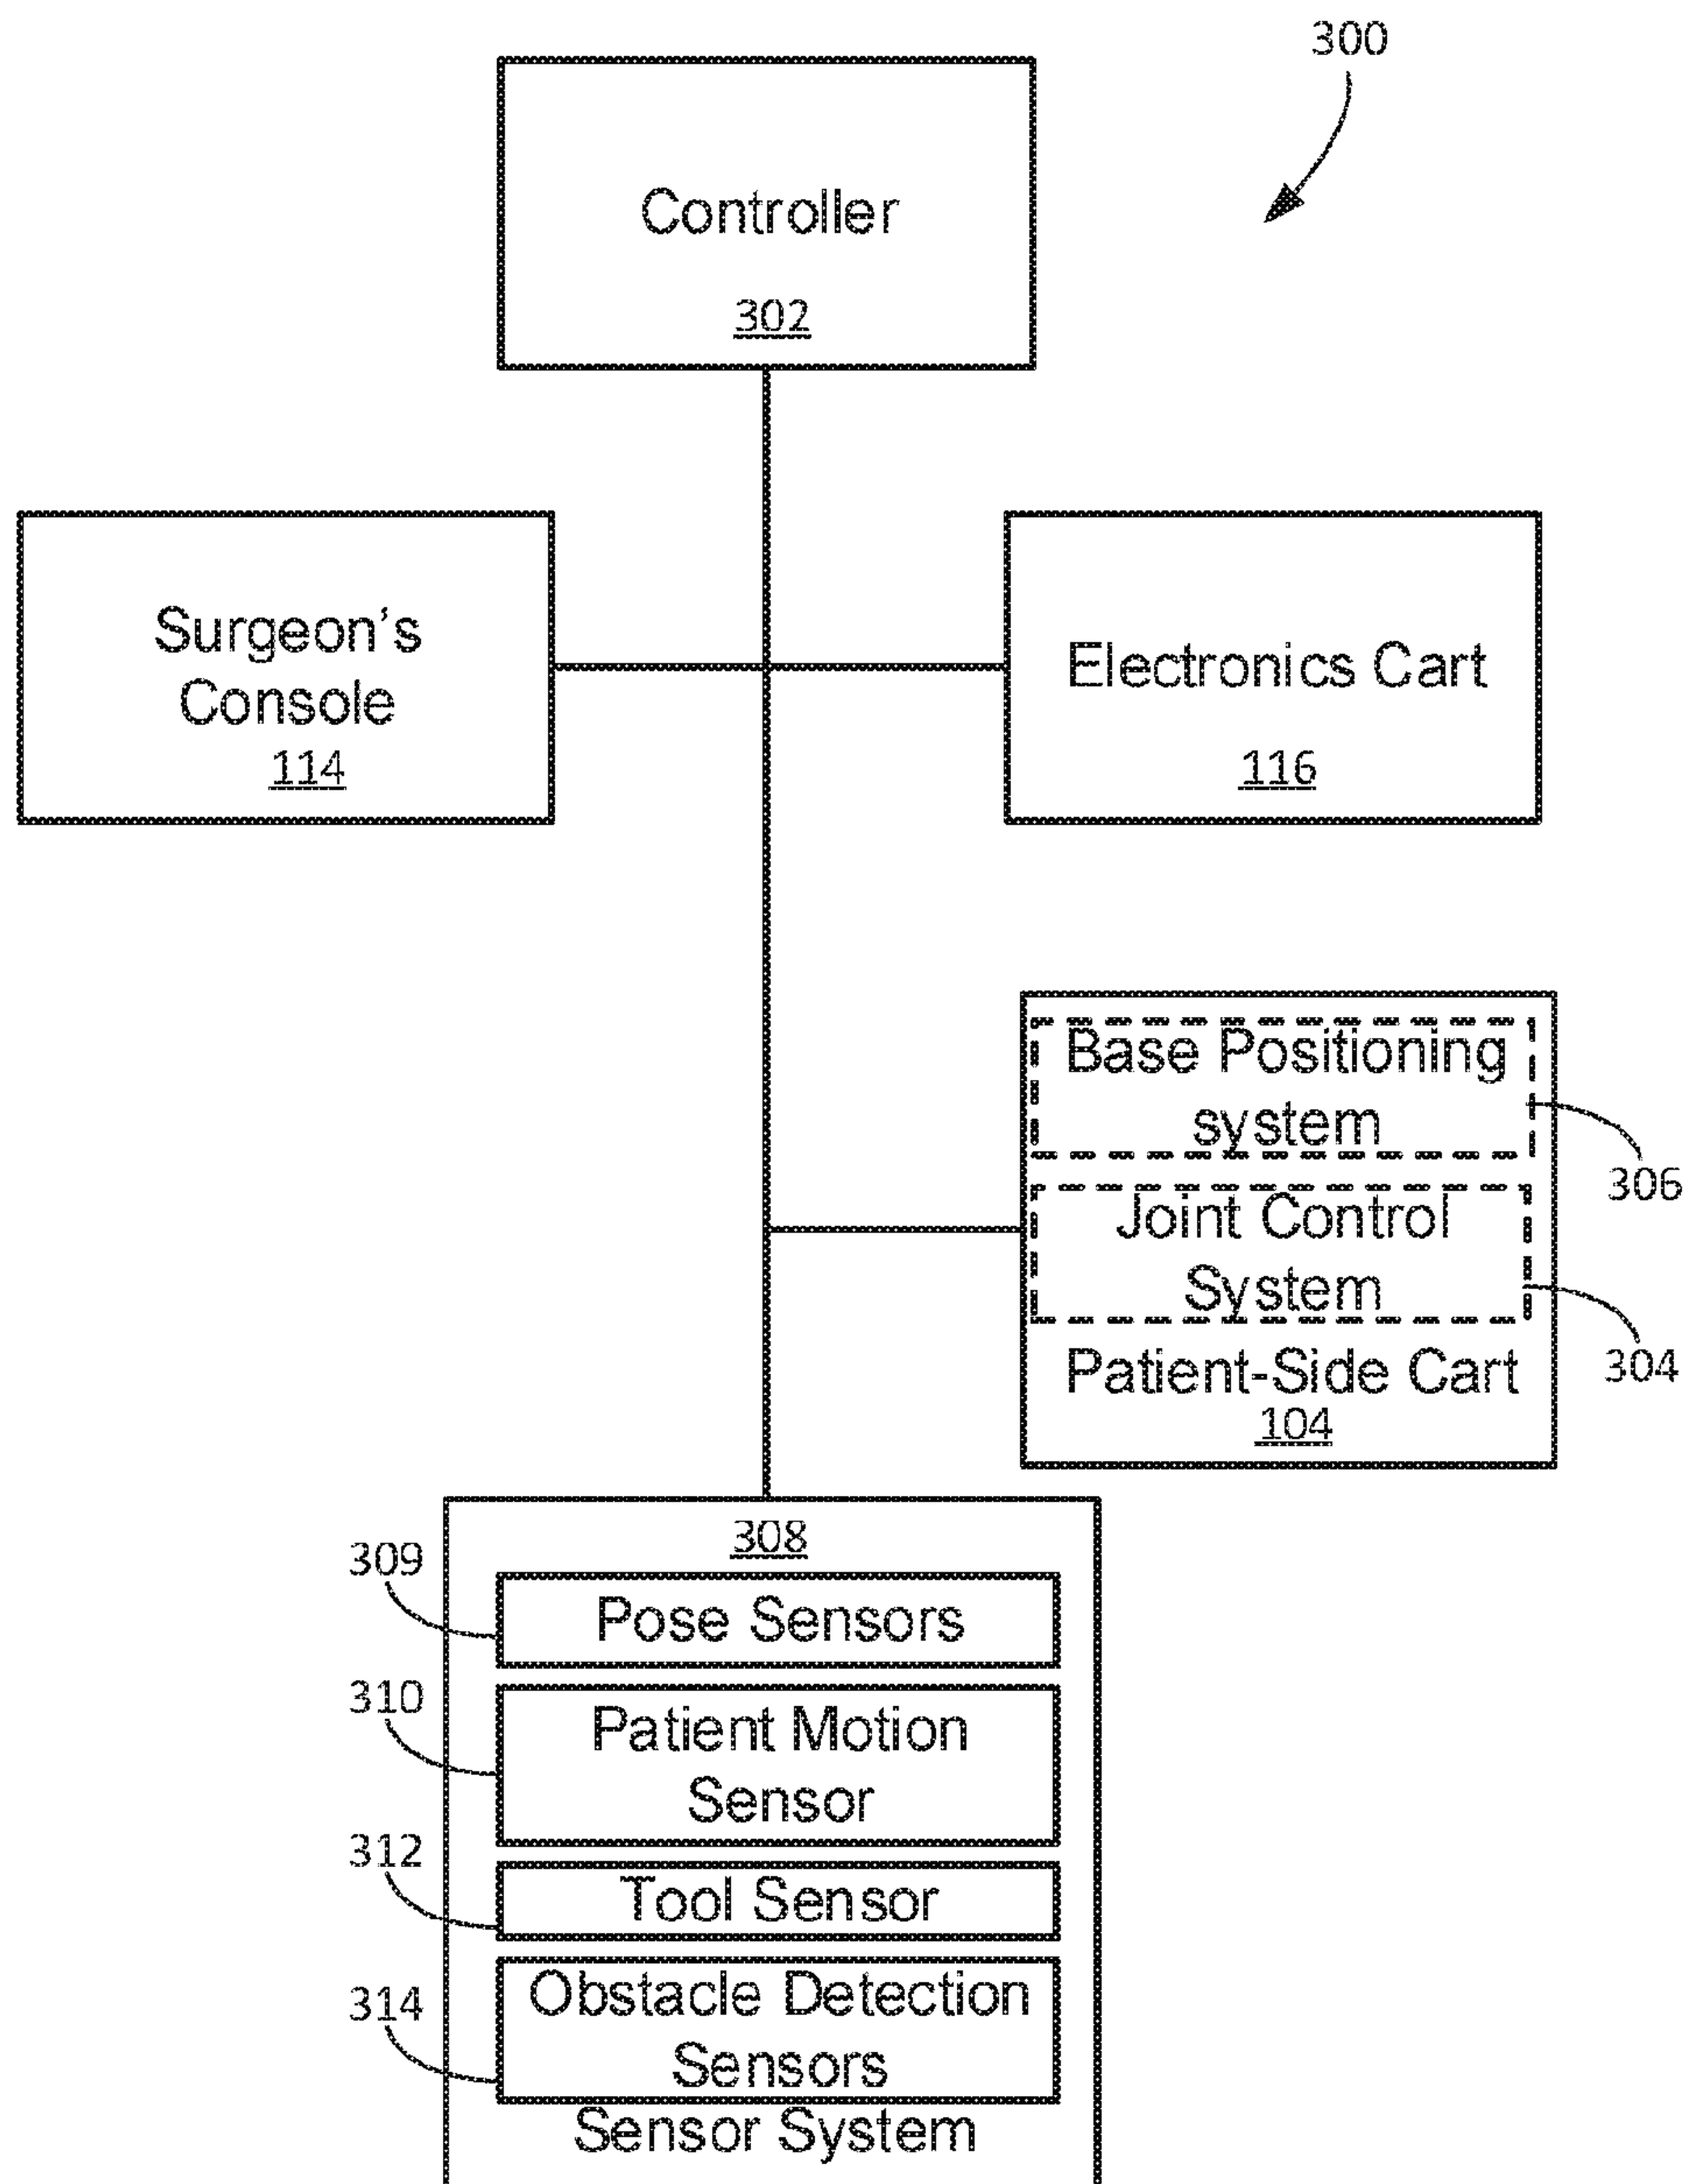 300
Controller
302
Surgeon's
Console
114
Electronics Cart
116
Base Positioning
system
306
Joint Control
System
304
Patient-Side Cart
104
308
309
Pose Sensors
310
Patient Motion
Sensor
312
Tool Sensor
314
Obstacle Detection
Sensors
Sensor System